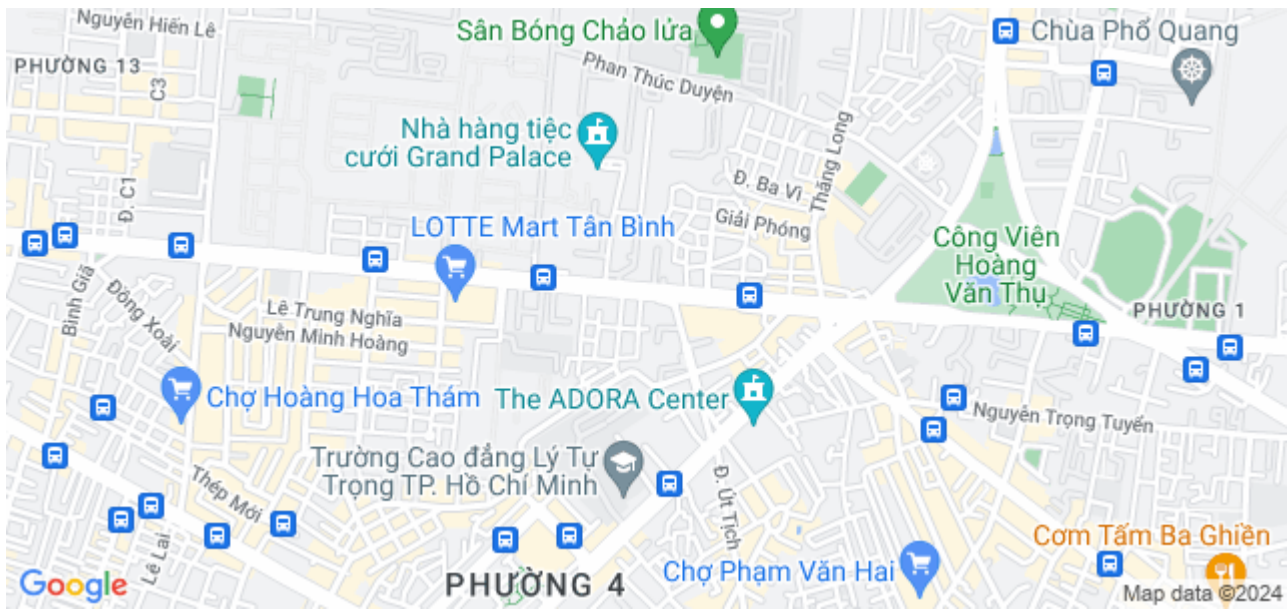 Nguyễn Hiến Lê
Sân Bóng Chảo lửa
Chùa Phổ Quang
PHƯỜNG 13
C3
Phan Thúc Duyện
Nhà hàng tiệc
cưới Grand Palace
Thăng Long
Đ. Ba Vì
Đ. C1
Giải Phóng
LOTTE Mart Tân Bình
Công Viên
Hoàng
Văn Thụ
Bình Giã
Đồng Xoài
Lê Trung Nghĩa
Nguyễn Minh Hoàng
PHƯỜNG 1
Chợ Hoàng Hoa Thám
The ADORA Center
Nguyễn Trọng Tuyển
Trường Cao đẳng Lý Tự
Trọng TP. Hồ Chí Minh
Thép Mới
Đ. Út Tịch
Lê Lai
Cơm Tấm Ba Ghiền
Chợ Phạm Văn Hai
PHƯỜNG 4
Google
Map data ©2024